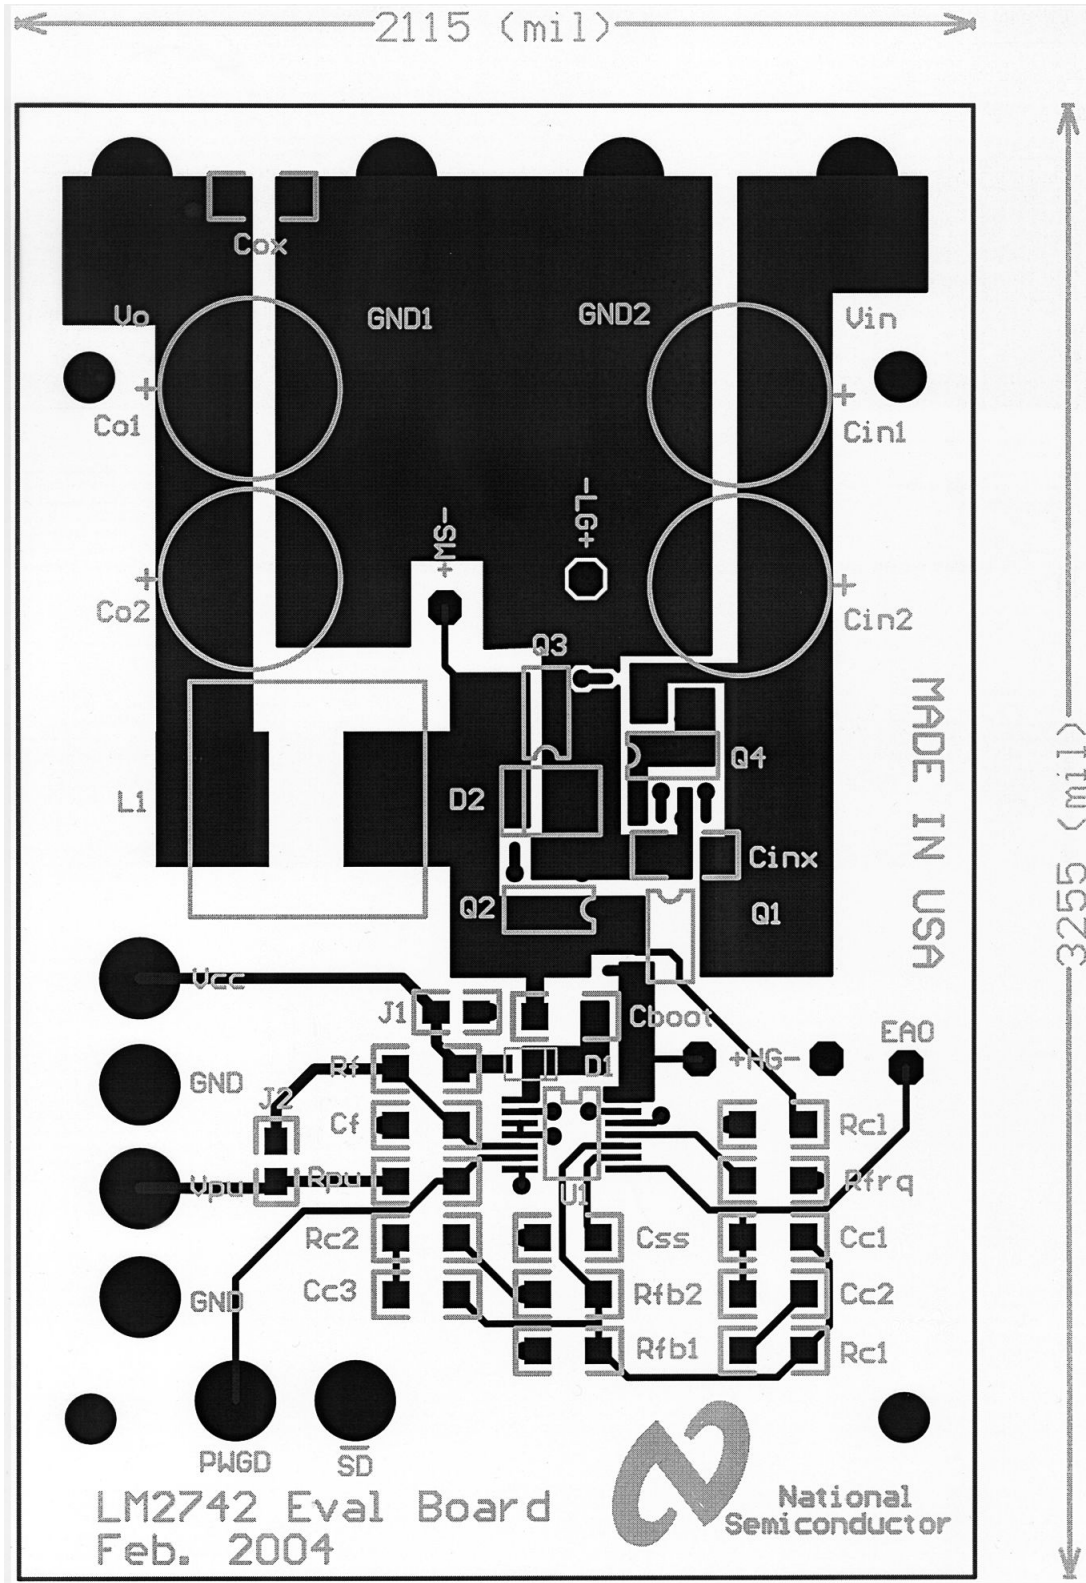 2115 (mil)
Cox
Vo
GND1
GND2
Vin
+
Co1
+
Cin1
-LG+
+MS-
+
Co2
+
Cin2
Q3
MADE IN USA
3255 (mil)
Q4
L1
D2
Cinx
Q2
Q1
Vcc
J1
Cboot
EAO
Rf
D1
+HG-
GND
J2
Cf
Rcl
Vpu
Rpu
U1
Rfrq
Rc2
Css
Cc1
GND
Cc3
Rfb2
Cc2
Rfb1
Rc1
PWGD
SD
LM2742 Eval Board
Feb. 2004
National
Semiconductor